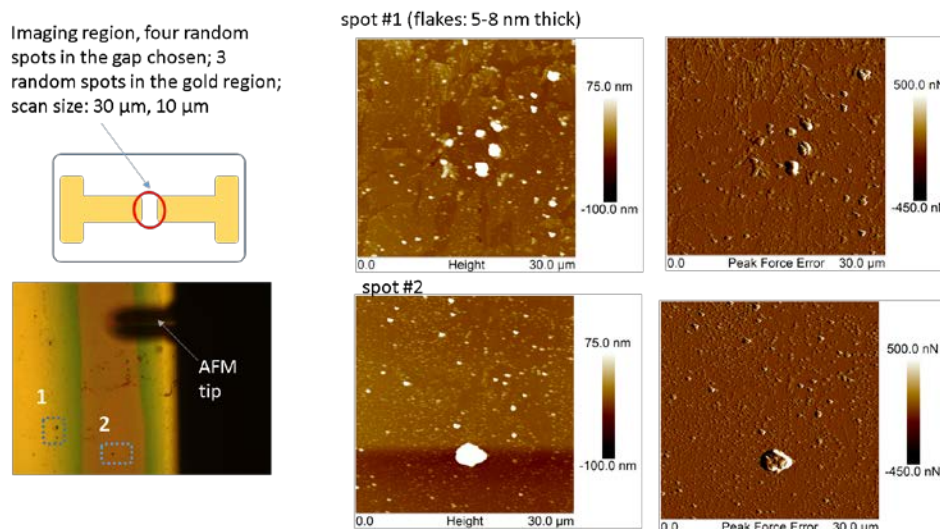 spot #1 (flakes: 5-8 nm thick)
Imaging region, four random
spots in the gap chosen; 3
random spots in the gold region;
scan size: 30 µm, 10 µm
75.0 nm
-100.0 nm
0.0 Height 30.0 µm
500.0 nN
-450.0 nN
0.0 Peak Force Error 30.0 µm
spot #2
75.0 nm
-100.0 nm
0.0 Height 30.0 µm
500.0 nN
-450.0 nN
0.0 Peak Force Error 30.0 µm
AFM
tip
1
2